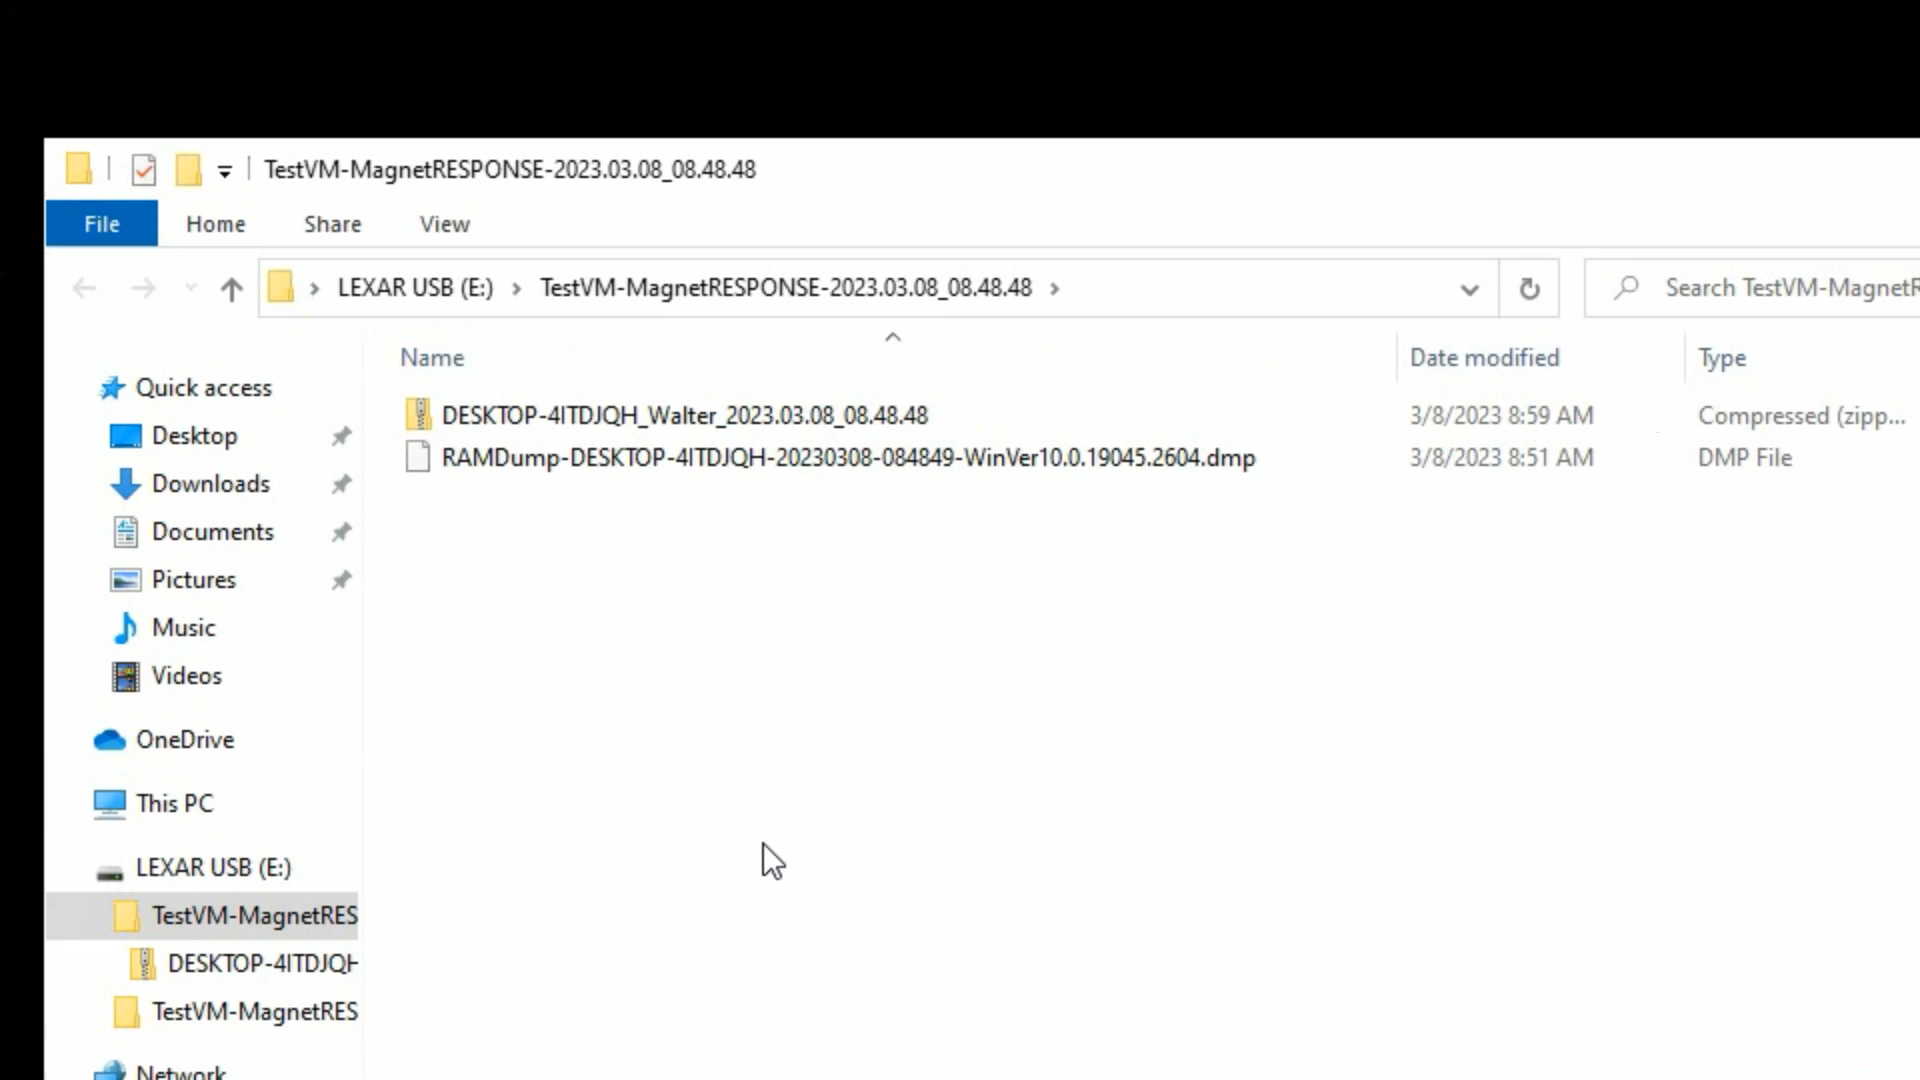 TestVM-MagnetRESPONSE-2023.03.08_08.48.48
File Home Share View
LEXAR USB (E:) TestVM-MagnetRESPONSE-2023.03.08_08.48.48 Search TestVM-MagnetR
Name Date modified Type
DESKTOP-4ITDJQH_Walter_2023.03.08_08.48.48 3/8/2023 8:59 AM Compressed (zipp...
RAMDump-DESKTOP-4ITDJQH-20230308-084849-WinVer10.0.19045.2604.dmp 3/8/2023 8:51 AM DMP File
Quick access
Desktop
Downloads
Documents
Pictures
Music
Videos
OneDrive
This PC
LEXAR USB (E:)
TestVM-MagnetRES
DESKTOP-4ITDJQH
TestVM-MagnetRES
Network